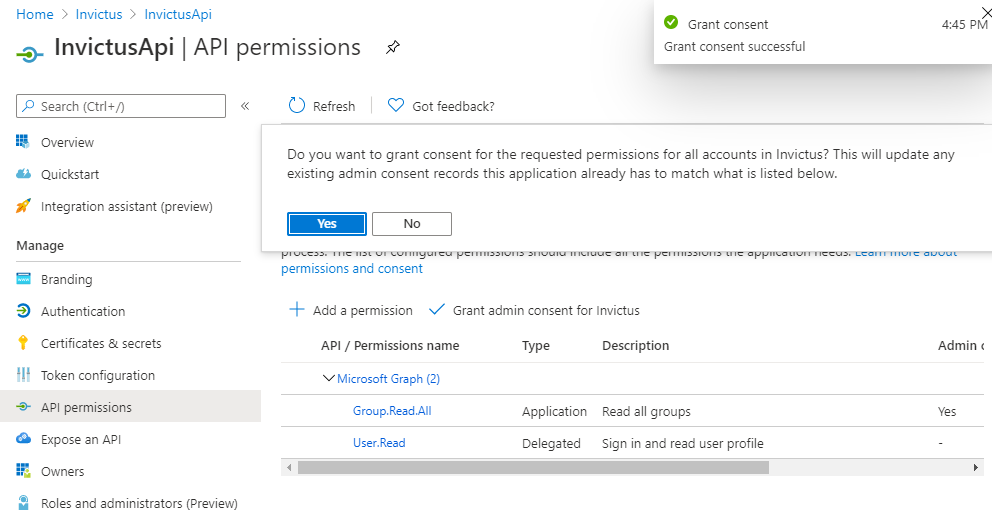 Home > Invictus > InvictusApi
InvictusApi | API permissions
Grant consent
4:45 PM
Grant consent successful
Search (Ctrl+/)
«
Overview
Quickstart
Integration assistant (preview)
Manage
Branding
Authentication
Certificates & secrets
Token configuration
API permissions
Expose an API
Owners
Roles and administrators (Preview)
Refresh
Got feedback?
Do you want to grant consent for the requested permissions for all accounts in Invictus? This will update any
existing admin consent records this application already has to match what is listed below.
Yes
No
process. The list of configured permissions should include all the permissions the application needs. Learn more about
permissions and consent
Add a permission
Grant admin consent for Invictus
API / Permissions name Type Description Admin c
Microsoft Graph (2)
Group.Read.All Application Read all groups Yes
User.Read Delegated Sign in and read user profile -